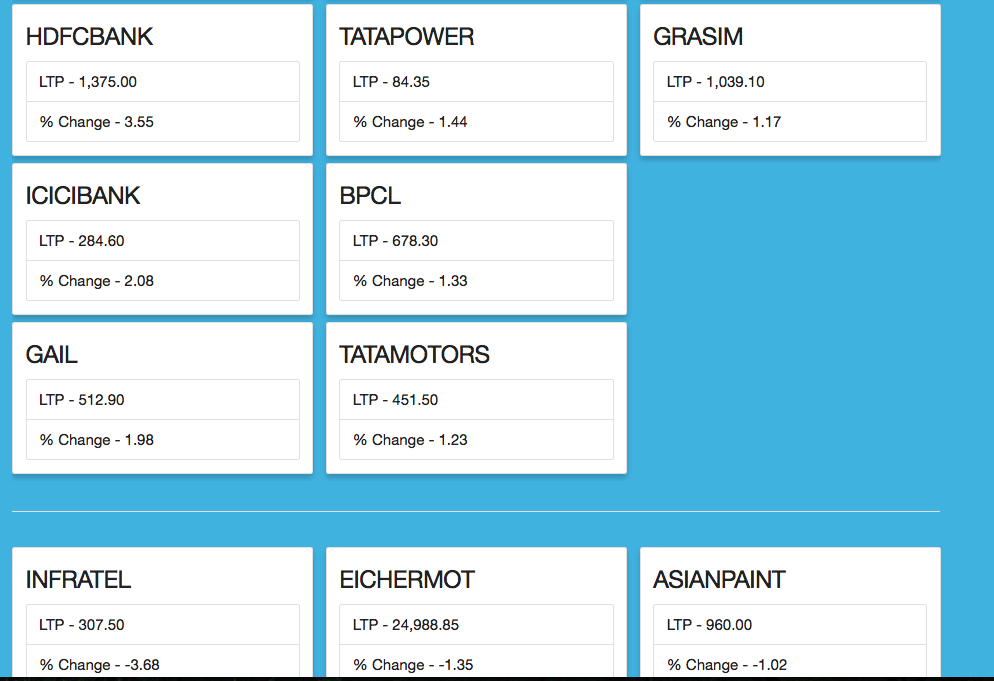 HDFCBANK
LTP - 1,375.00
% Change - 3.55
TATAPOWER
LTP - 84.35
% Change - 1.44
GRASIM
LTP - 1,039.10
% Change - 1.17
ICICIBANK
LTP - 284.60
% Change - 2.08
BPCL
LTP - 678.30
% Change - 1.33
GAIL
LTP - 512.90
% Change - 1.98
TATAMOTORS
LTP - 451.50
% Change - 1.23
INFRATEL
LTP - 307.50
% Change - -3.68
EICHERMOT
LTP - 24,988.85
% Change - -1.35
ASIANPAINT
LTP - 960.00
% Change - -1.02